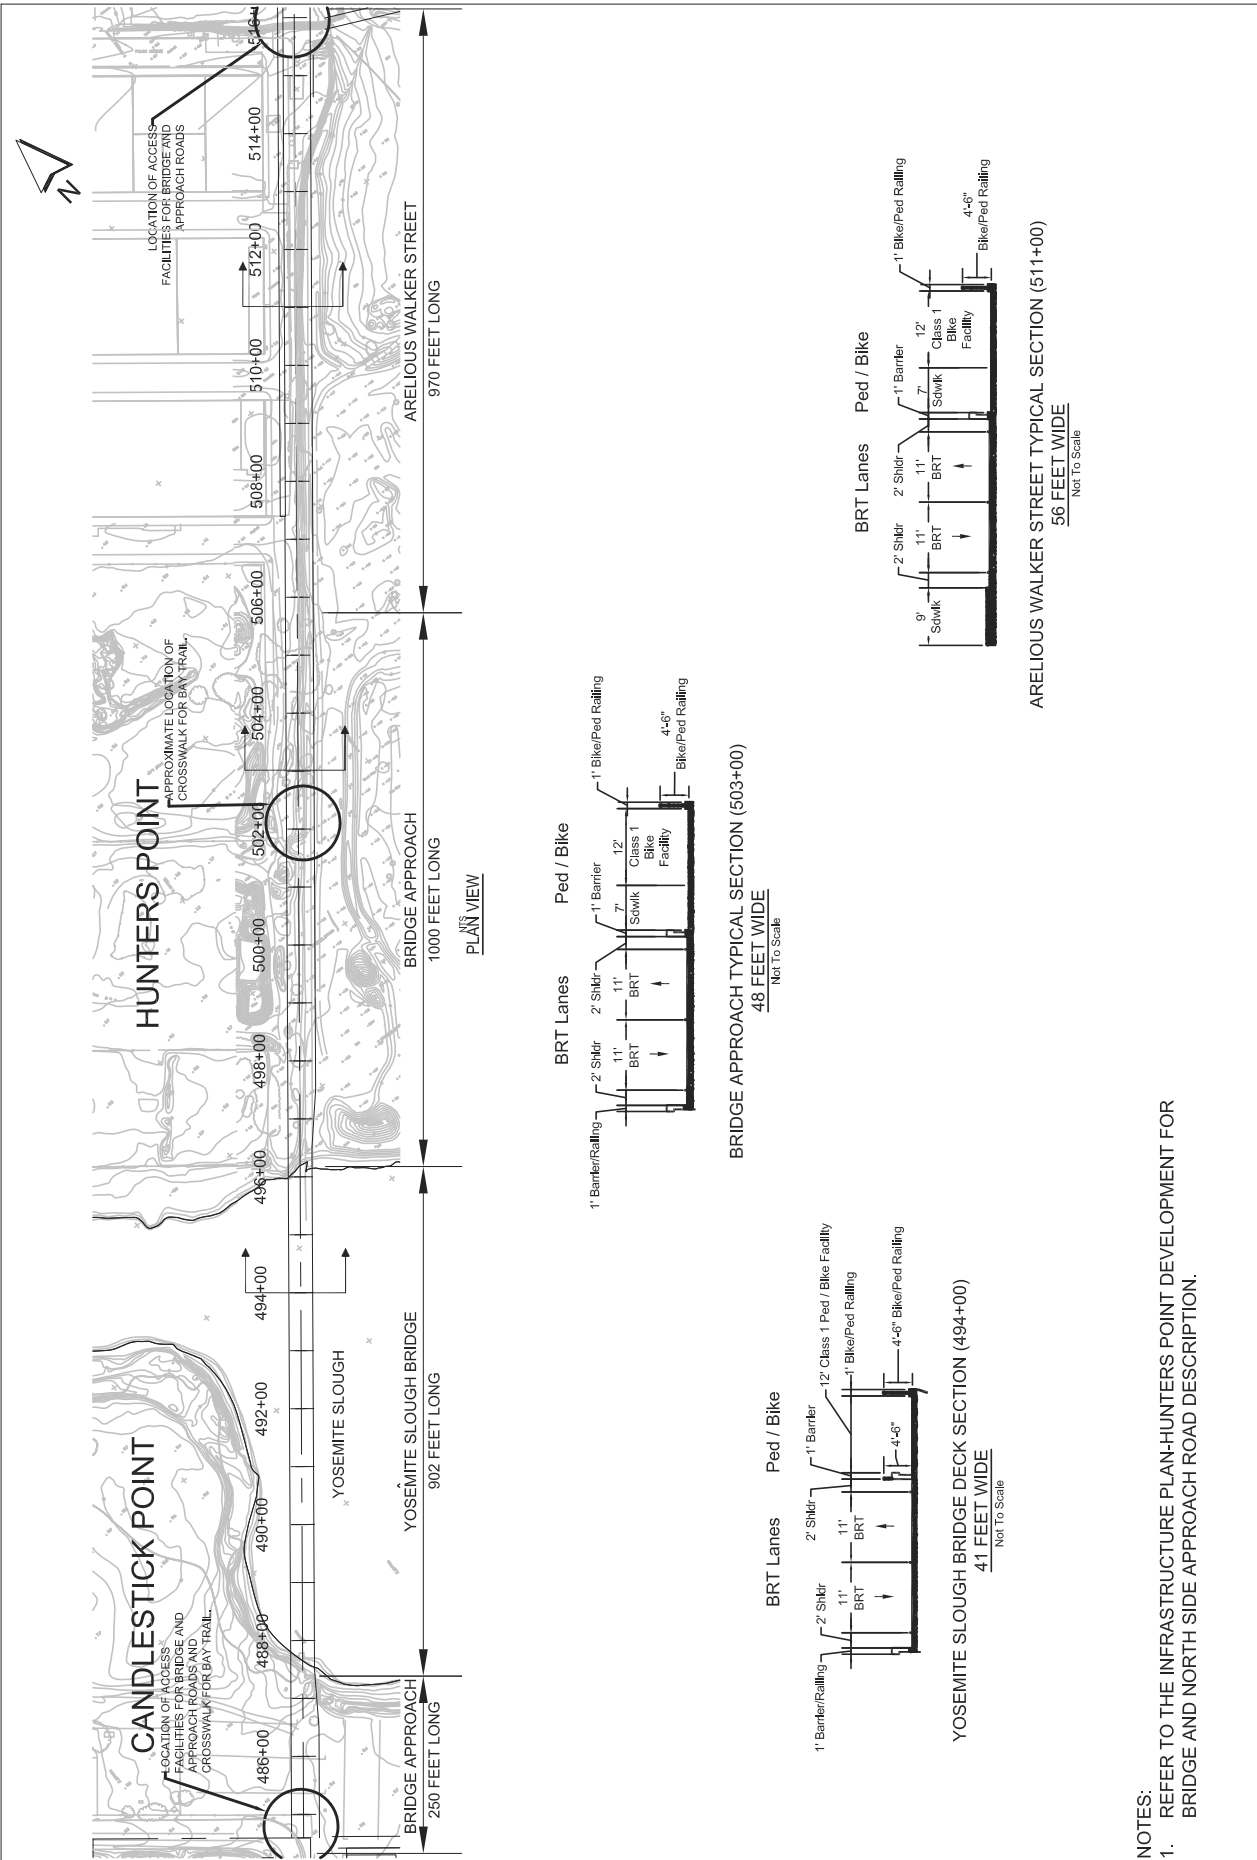 N
CANDLESTICK POINT
LOCATION OF ACCESS
FACILITIES FOR BRIDGE AND
APPROACH ROADS AND
CROSSWALK FOR BAY TRAIL.
HUNTERS POINT
APPROXIMATE LOCATION OF
CROSSWALK FOR BAY TRAIL.
LOCATION OF ACCESS
FACILITIES FOR BRIDGE AND
APPROACH ROADS
486+00
488+00
490+00
492+00
494+00
496+00
498+00
500+00
502+00
504+00
506+00
508+00
510+00
512+00
514+00
YOSEMITE SLOUGH
BRIDGE APPROACH
250 FEET LONG
YOSEMITE SLOUGH BRIDGE
902 FEET LONG
BRIDGE APPROACH
1000 FEET LONG
ARELIOUS WALKER STREET
970 FEET LONG
NTS
PLAN VIEW
BRT Lanes
Ped / Bike
1' Barrier/Railing
2' Shldr
11'
BRT
11'
BRT
2' Shldr
1' Barrier
12' Class 1 Ped / Bike Facility
1' Bike/Ped Railing
4'-6"
4'-6" Bike/Ped Railing
YOSEMITE SLOUGH BRIDGE DECK SECTION (494+00)
41 FEET WIDE
Not To Scale
BRT Lanes
Ped / Bike
1' Barrier/Railing
2' Shldr
11'
BRT
11'
BRT
2' Shldr
1' Barrier
7'
Sdwlk
12'
Class 1
Bike
Facility
1' Bike/Ped Railing
4'-6"
Bike/Ped Railing
BRIDGE APPROACH TYPICAL SECTION (503+00)
48 FEET WIDE
Not To Scale
BRT Lanes
Ped / Bike
9'
Sdwlk
2' Shldr
11'
BRT
11'
BRT
2' Shldr
1' Barrier
7'
Sdwlk
12'
Class 1
Bike
Facility
1' Bike/Ped Railing
4'-6"
Bike/Ped Railing
ARELIOUS WALKER STREET TYPICAL SECTION (511+00)
56 FEET WIDE
Not To Scale
NOTES:
1. REFER TO THE INFRASTRUCTURE PLAN-HUNTERS POINT DEVELOPMENT FOR
BRIDGE AND NORTH SIDE APPROACH ROAD DESCRIPTION.